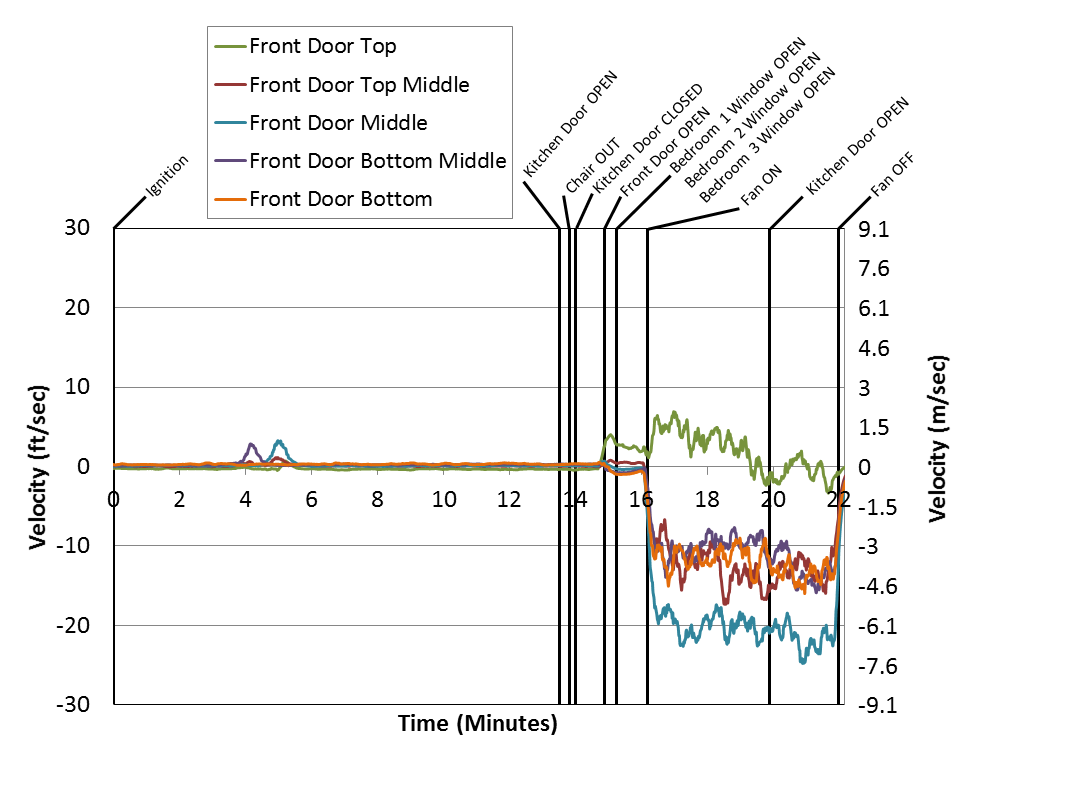 Front Door Top
Front Door Top Middle
Front Door Middle
Front Door Bottom Middle
Front Door Bottom
Ignition
Kitchen Door OPEN
Chair OUT
Kitchen Door CLOSED
Front Door OPEN
Bedroom 1 Window OPEN
Bedroom 2 Window OPEN
Bedroom 3 Window OPEN
Fan ON
Kitchen Door OPEN
Fan OFF
Velocity (ft/sec)
30
20
10
0
-10
-20
-30
0 2 4 6 8 10 12 14 16 18 20 22
Time (Minutes)
9.1
7.6
6.1
4.6
3
1.5
0
-1.5
-3
-4.6
-6.1
-7.6
-9.1
Velocity (m/sec)